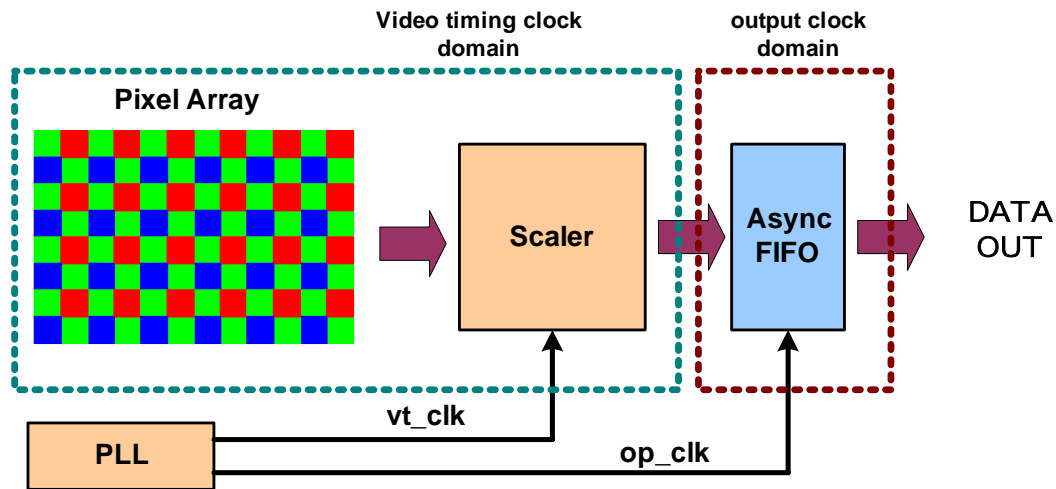 Video timing clock
domain
output clock
domain
Pixel Array
Scaler
Async
FIFO
DATA
OUT
vt_clk
PLL
op_clk